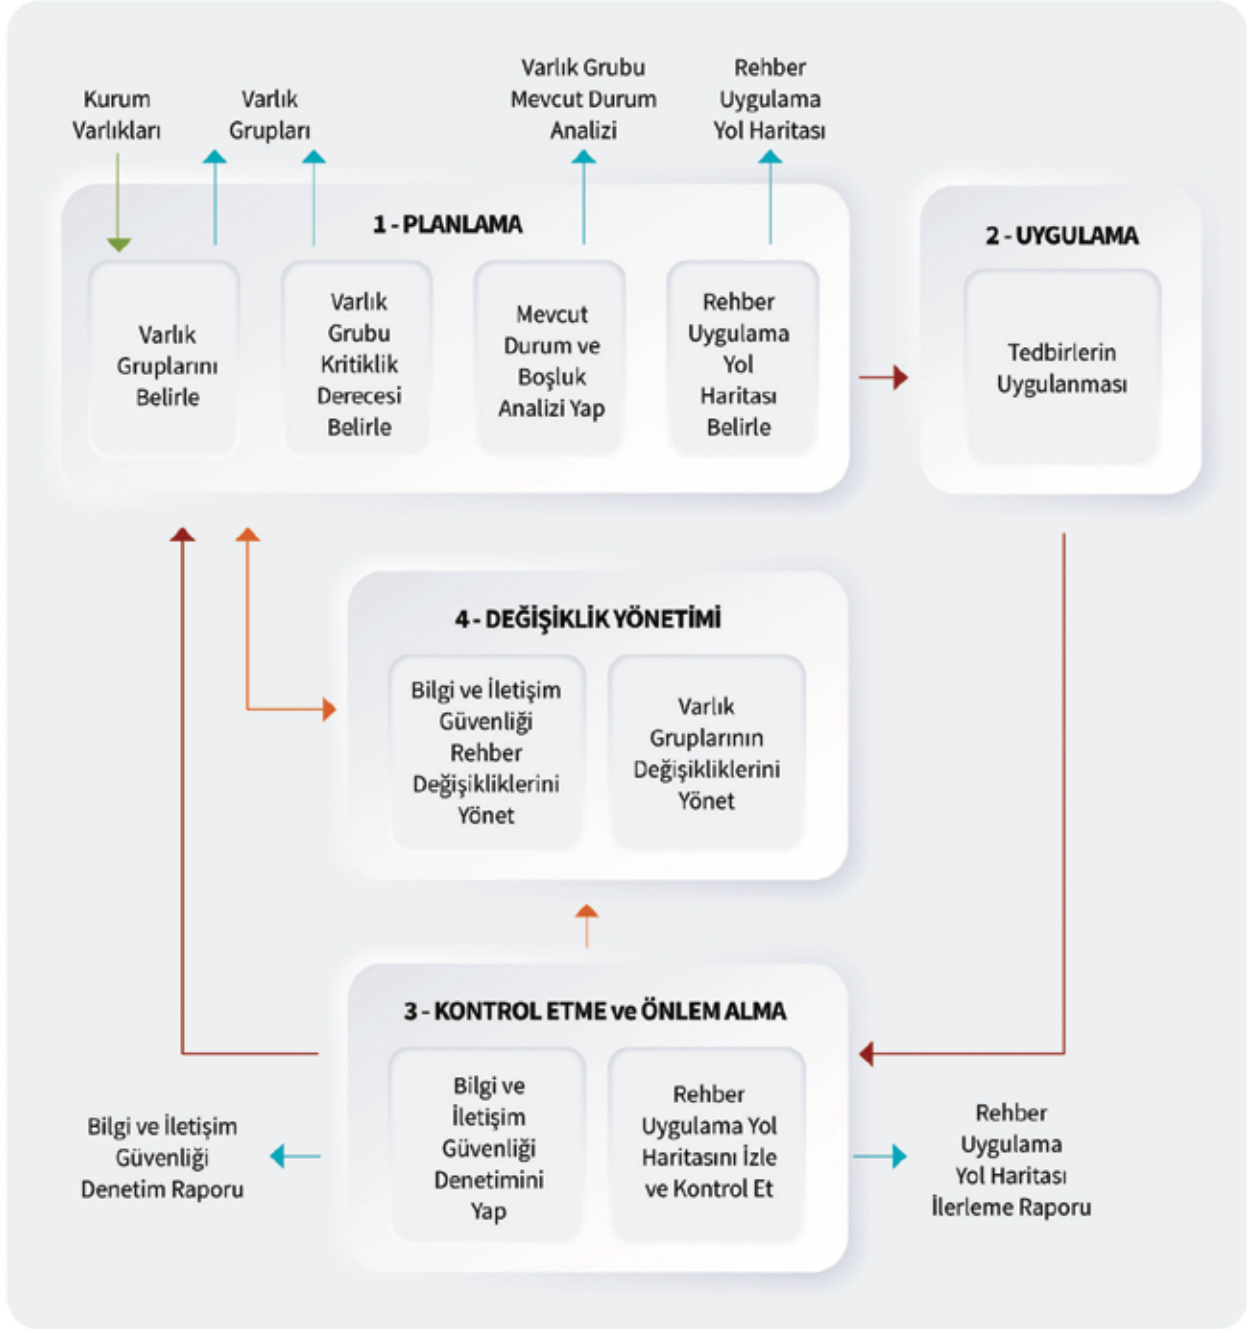 Kurum
Varlıkları
Varlık
Grupları
Varlık Grubu
Mevcut Durum
Analizi
Rehber
Uygulama
Yol Haritası
1 - PLANLAMA
Varlık
Gruplarını
Belirle
Varlık
Grubu
Kritiklik
Derecesi
Belirle
Mevcut
Durum ve
Boşluk
Analizi Yap
Rehber
Uygulama
Yol
Haritası
Belirle
2 - UYGULAMA
Tedbirlerin
Uygulanması
4 - DEĞİŞİKLİK YÖNETİMİ
Bilgi ve İletişim
Güvenliği
Rehber
Değişikliklerini
Yönet
Varlık
Gruplarının
Değişikliklerini
Yönet
3 - KONTROL ETME ve ÖNLEM ALMA
Bilgi ve
İletişim
Güvenliği
Denetimini
Yap
Rehber
Uygulama Yol
Haritasını İzle
ve Kontrol Et
Bilgi ve İletişim
Güvenliği
Denetim Raporu
Rehber
Uygulama
Yol Haritası
İlerleme Raporu